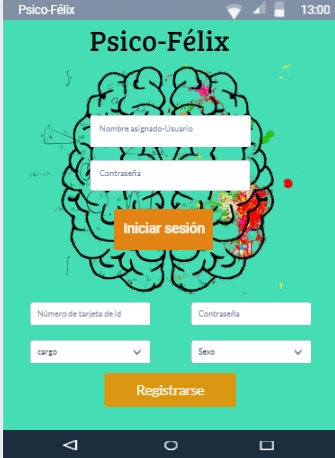 Psico-Félix 13:00
Psico-Félix
Nombre asignado-Usuario
Contraseña
Iniciar sesión
Número de tarjeta de id Contraseña
cargo Sexo
Registrarse